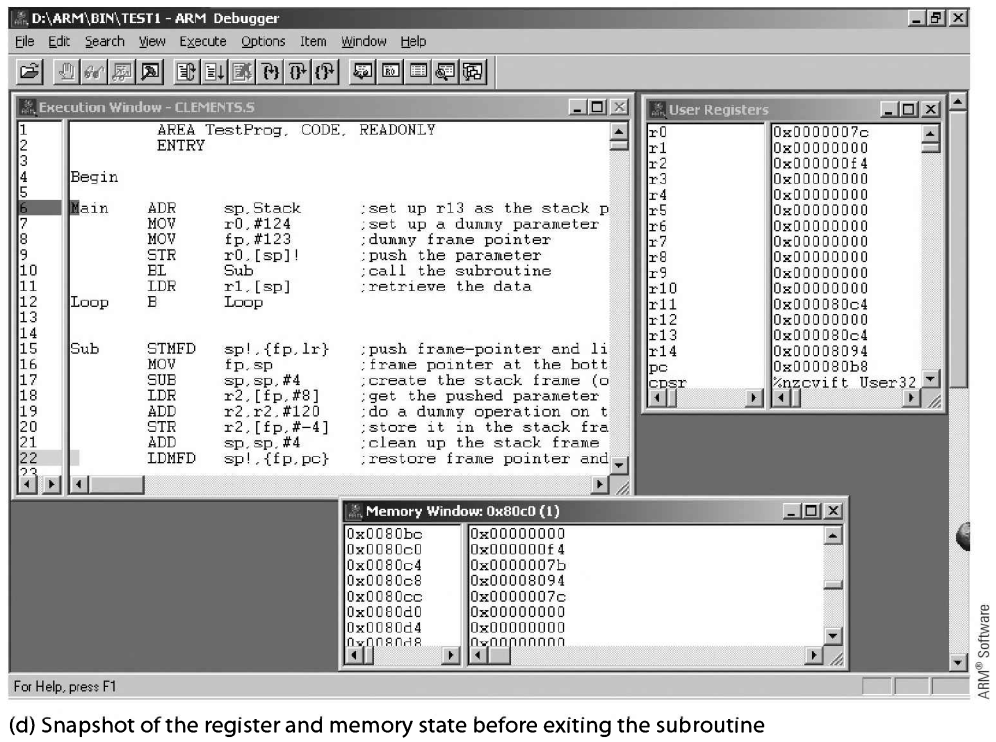 D:\ARM\BIN\TEST1 - ARM Debugger
File Edit Search View Execute Options Item Window Help
Execution Window - CLEMENTS.S
1 AREA TestProg, CODE, READONLY
2 ENTRY
3
4 Begin
5
6 Main ADR sp,Stack ;set up r13 as the stack p
7 MOV r0,#124 ;set up a dummy parameter
8 MOV fp,#123 ;dummy frame pointer
9 STR r0,[sp]! ;push the parameter
10 BL Sub ;call the subroutine
11 LDR r1,[sp] ;retrieve the data
12 Loop B Loop
13
14
15 Sub STMFD sp!,{fp,lr} ;push frame-pointer and li
16 MOV fp,sp ;frame pointer at the bott
17 SUB sp,sp,#4 ;create the stack frame (o
18 LDR r2,[fp,#8] ;get the pushed parameter
19 ADD r2,r2,#120 ;do a dummy operation on t
20 STR r2,[fp,#-4] ;store it in the stack fra
21 ADD sp,sp,#4 ;clean up the stack frame
22 LDMFD sp!,{fp,pc} ;restore frame pointer and
23
User Registers
r0 0x0000007c
r1 0x00000000
r2 0x000000f4
r3 0x00000000
r4 0x00000000
r5 0x00000000
r6 0x00000000
r7 0x00000000
r8 0x00000000
r9 0x00000000
r10 0x00000000
r11 0x000080c4
r12 0x00000000
r13 0x000080c4
r14 0x00008094
pc 0x000080b8
cpsr %nzcvift User32
Memory Window: 0x80c0 (1)
0x0080bc 0x00000000
0x0080c0 0x000000f4
0x0080c4 0x0000007b
0x0080c8 0x00008094
0x0080cc 0x0000007c
0x0080d0 0x00000000
0x0080d4 0x00000000
0x0080d8 0x00000000
For Help, press F1
ARM® Software
(d) Snapshot of the register and memory state before exiting the subroutine